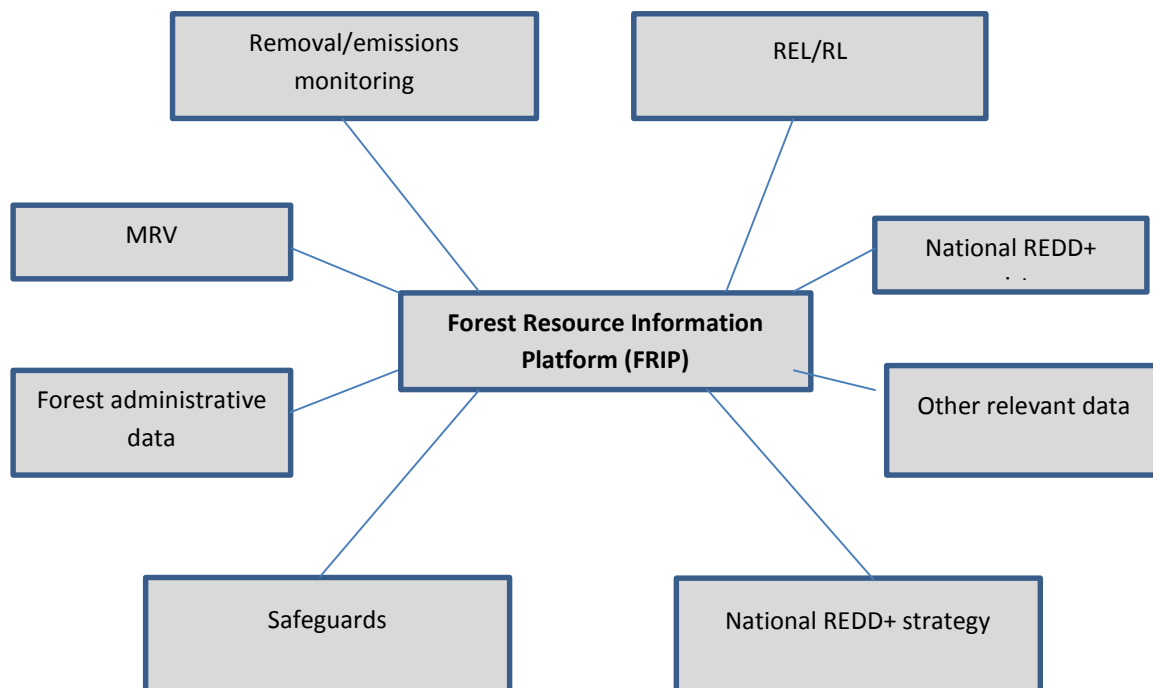 Removal/emissions
monitoring
REL/RL
MRV
National REDD+
Forest Resource Information
Platform (FRIP)
Forest administrative
data
Other relevant data
Safeguards
National REDD+ strategy